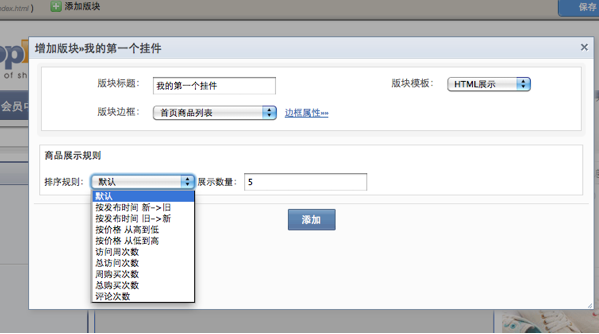 index.html ) 添加版块 保存
增加版块»我的第一个挂件
版块标题： 我的第一个挂件 版块模板： HTML展示
版块边框： 首页商品列表 边框属性»»
会员中
商品展示规则
排序规则： 默认 展示数量： 5
默认
按发布时间 新->旧
按发布时间 旧->新
按价格 从高到低
按价格 从低到高
访问周次数
总访问次数
周购买次数
总购买次数
评论次数
添加
of sh